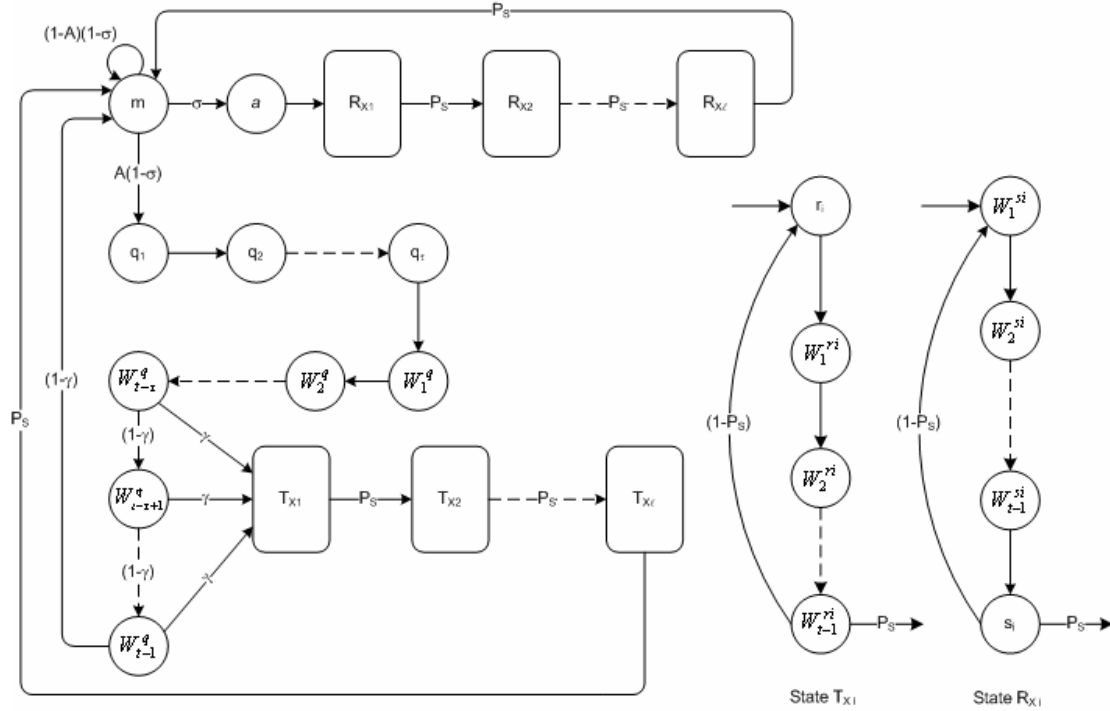 P_S
(1-A)(1-σ)
m
σ
a
R_X1
P_S
R_X2
P_S
R_Xℓ
A(1-σ)
q_1
q_2
q_τ
r_i
W_1^si
W_t-x^q
W_2^q
W_1^q
W_1^ri
W_2^si
(1-γ)
P_S
(1-γ)
γ
(1-P_S)
(1-P_S)
W_t-x+1^q
γ
T_X1
P_S
T_X2
P_S
T_Xℓ
W_2^ri
W_t-1^si
(1-γ)
γ
W_t-1^q
W_t-1^ri
P_S
s_i
P_S
State T_X i
State R_X i